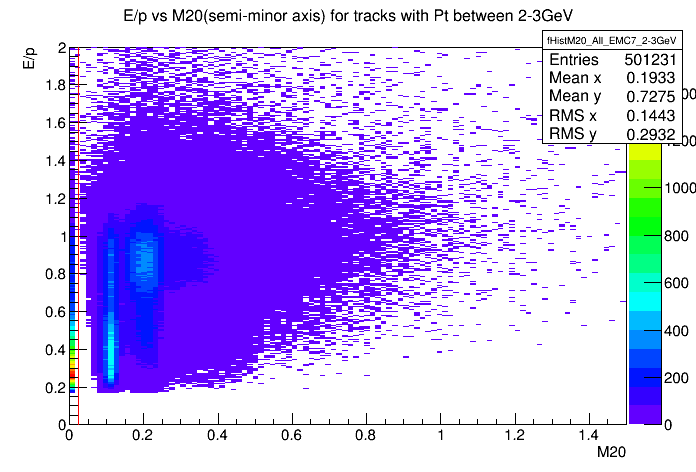 E/p vs M20(semi-minor axis) for tracks with Pt between 2-3GeV
fHistM20_All_EMC7_2-3GeV
Entries 501231
Mean x 0.1933
Mean y 0.7275
RMS x 0.1443
RMS y 0.2932
E/p
2
1.8
1.6
1.4
1.2
1
0.8
0.6
0.4
0.2
0
0 0.2 0.4 0.6 0.8 1 1.2 1.4
M20
1000
800
600
400
200
0